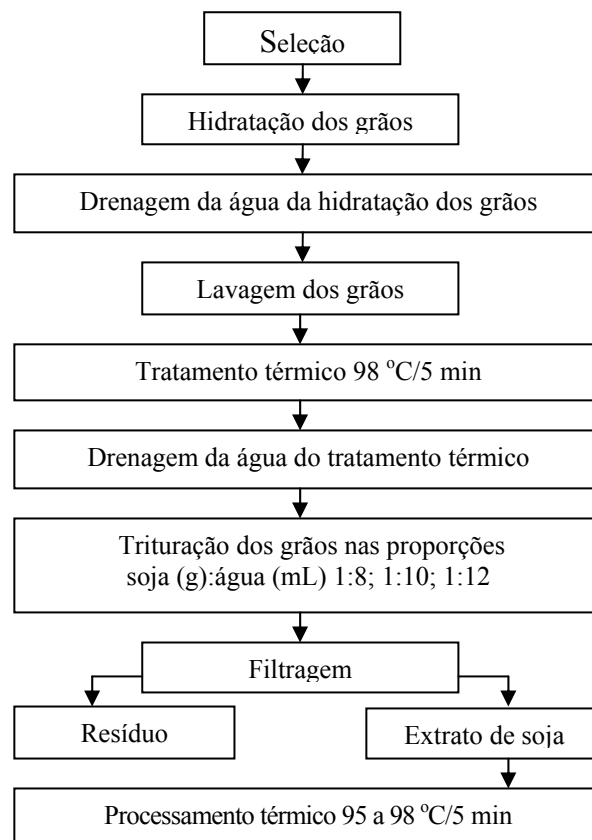 Seleção
Hidratação dos grãos
Drenagem da água da hidratação dos grãos
Lavagem dos grãos
Tratamento térmico 98 °C/5 min
Drenagem da água do tratamento térmico
Trituração dos grãos nas proporções
soja (g):água (mL) 1:8; 1:10; 1:12
Filtragem
Resíduo
Extrato de soja
Processamento térmico 95 a 98 °C/5 min